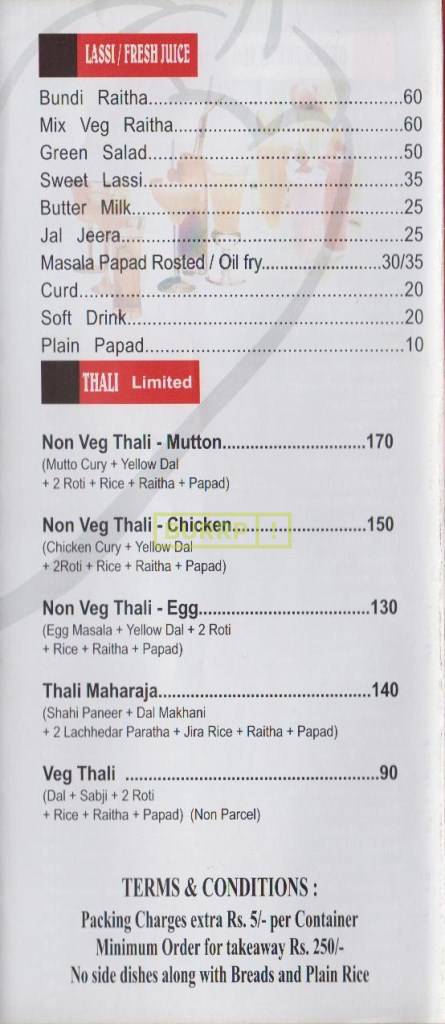 LASSI / FRESH JUICE
Bundi Raitha..........60
Mix Veg Raitha..........60
Green Salad..........50
Sweet Lassi..........35
Butter Milk..........25
Jal Jeera..........25
Masala Papad Rosted / Oil fry..........30/35
Curd..........20
Soft Drink..........20
Plain Papad..........10
THALI Limited
Non Veg Thali - Mutton..........170
(Mutto Cury + Yellow Dal
+ 2 Roti + Rice + Raitha + Papad)
Non Veg Thali - Chicken..........150
BURRP !
(Chicken Cury + Yellow Dal
+ 2Roti + Rice + Raitha + Papad)
Non Veg Thali - Egg..........130
(Egg Masala + Yellow Dal + 2 Roti
+ Rice + Raitha + Papad)
Thali Maharaja..........140
(Shahi Paneer + Dal Makhani
+ 2 Lachhedar Paratha + Jira Rice + Raitha + Papad)
Veg Thali ..........90
(Dal + Sabji + 2 Roti
+ Rice + Raitha + Papad) (Non Parcel)
TERMS & CONDITIONS :
Packing Charges extra Rs. 5/- per Container
Minimum Order for takeaway Rs. 250/-
No side dishes along with Breads and Plain Rice